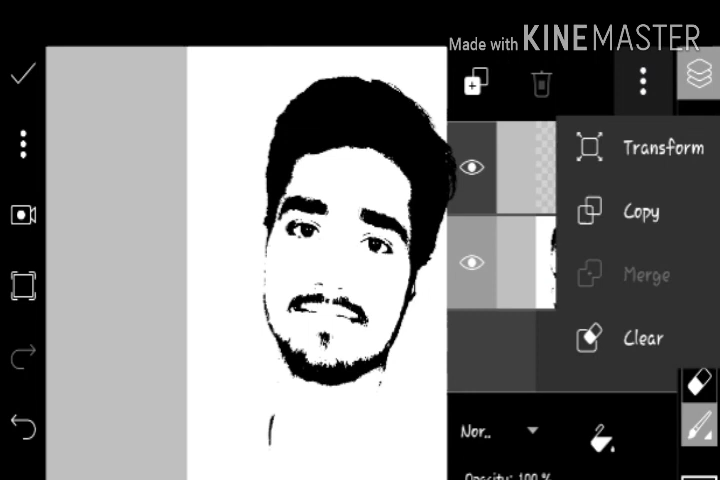 Made with KINEMASTER
Transform
Copy
Merge
Clear
Nor..
Opacity: 100 %